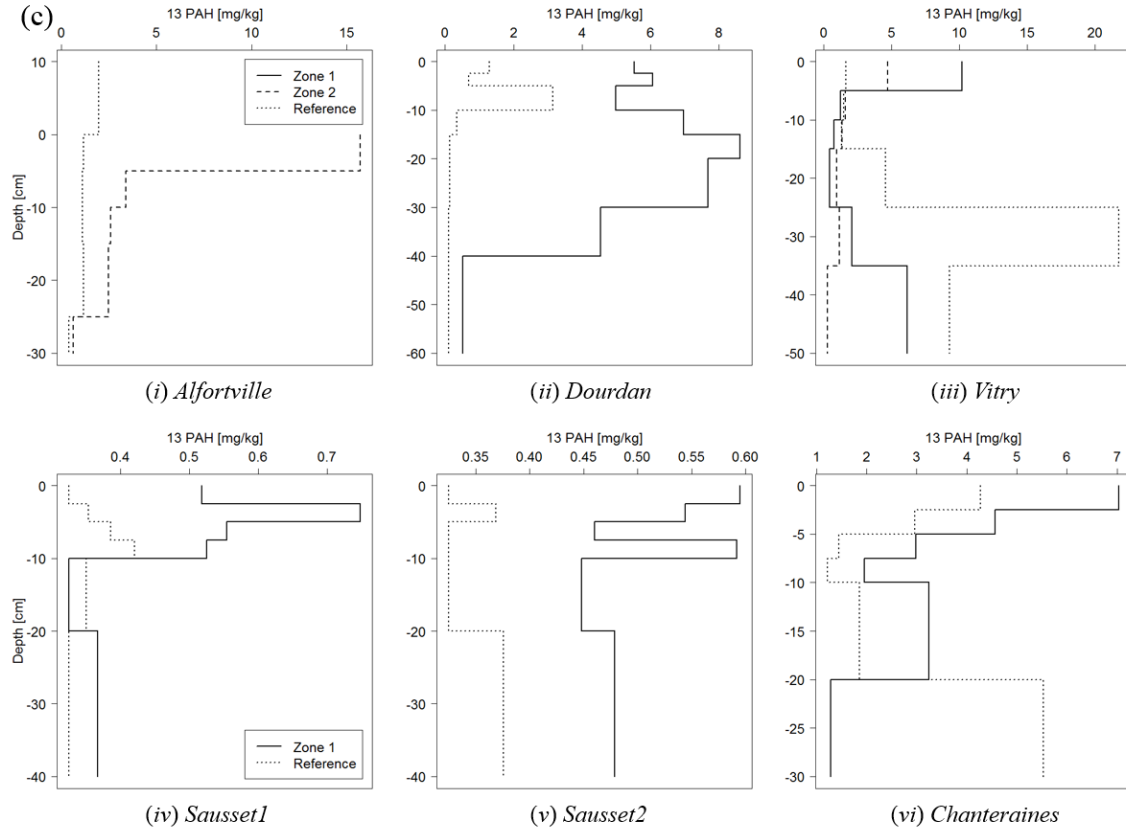 (c)
13 PAH [mg/kg]
0 5 10 15
Depth [cm]
10
0
-10
-20
-30
Zone 1
Zone 2
Reference
(i) Alfortville
13 PAH [mg/kg]
0 2 4 6 8
0
-10
-20
-30
-40
-50
-60
(ii) Dourdan
13 PAH [mg/kg]
0 5 10 15 20
0
-10
-20
-30
-40
-50
(iii) Vitry
13 PAH [mg/kg]
0.4 0.5 0.6 0.7
Depth [cm]
0
-10
-20
-30
-40
Zone 1
Reference
(iv) Sausset1
13 PAH [mg/kg]
0.35 0.40 0.45 0.50 0.55 0.60
0
-10
-20
-30
-40
(v) Sausset2
13 PAH [mg/kg]
1 2 3 4 5 6 7
0
-5
-10
-15
-20
-25
-30
(vi) Chanteraines